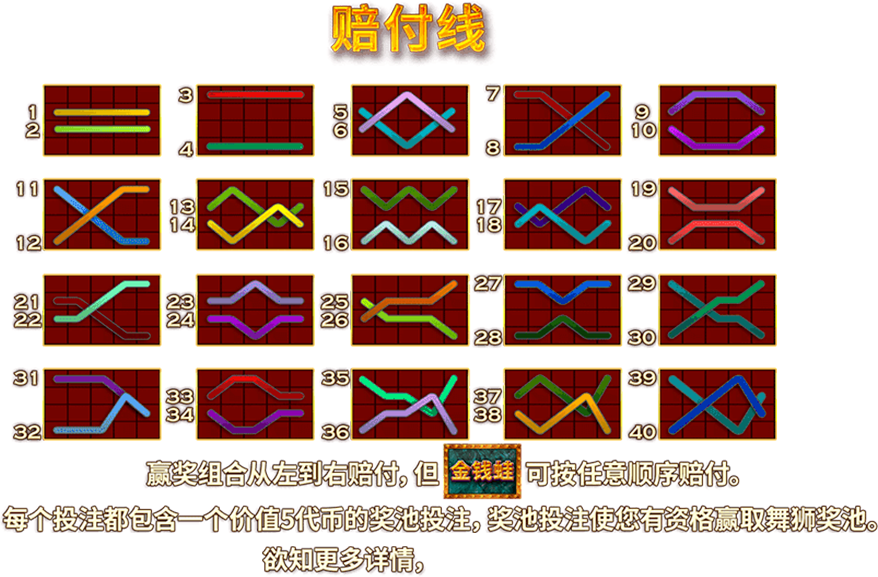 赔付线
1 3 5 7 9
2 4 6 8 10
11 13 15 17 19
12 14 16 18 20
21 23 25 27 29
22 24 26 28 30
31 33 35 37 39
32 34 36 38 40
赢奖组合从左到右赔付，但 金钱蛙 可按任意顺序赔付。
每个投注都包含一个价值5代币的奖池投注，奖池投注使您有资格赢取舞狮奖池。
欲知更多详情，